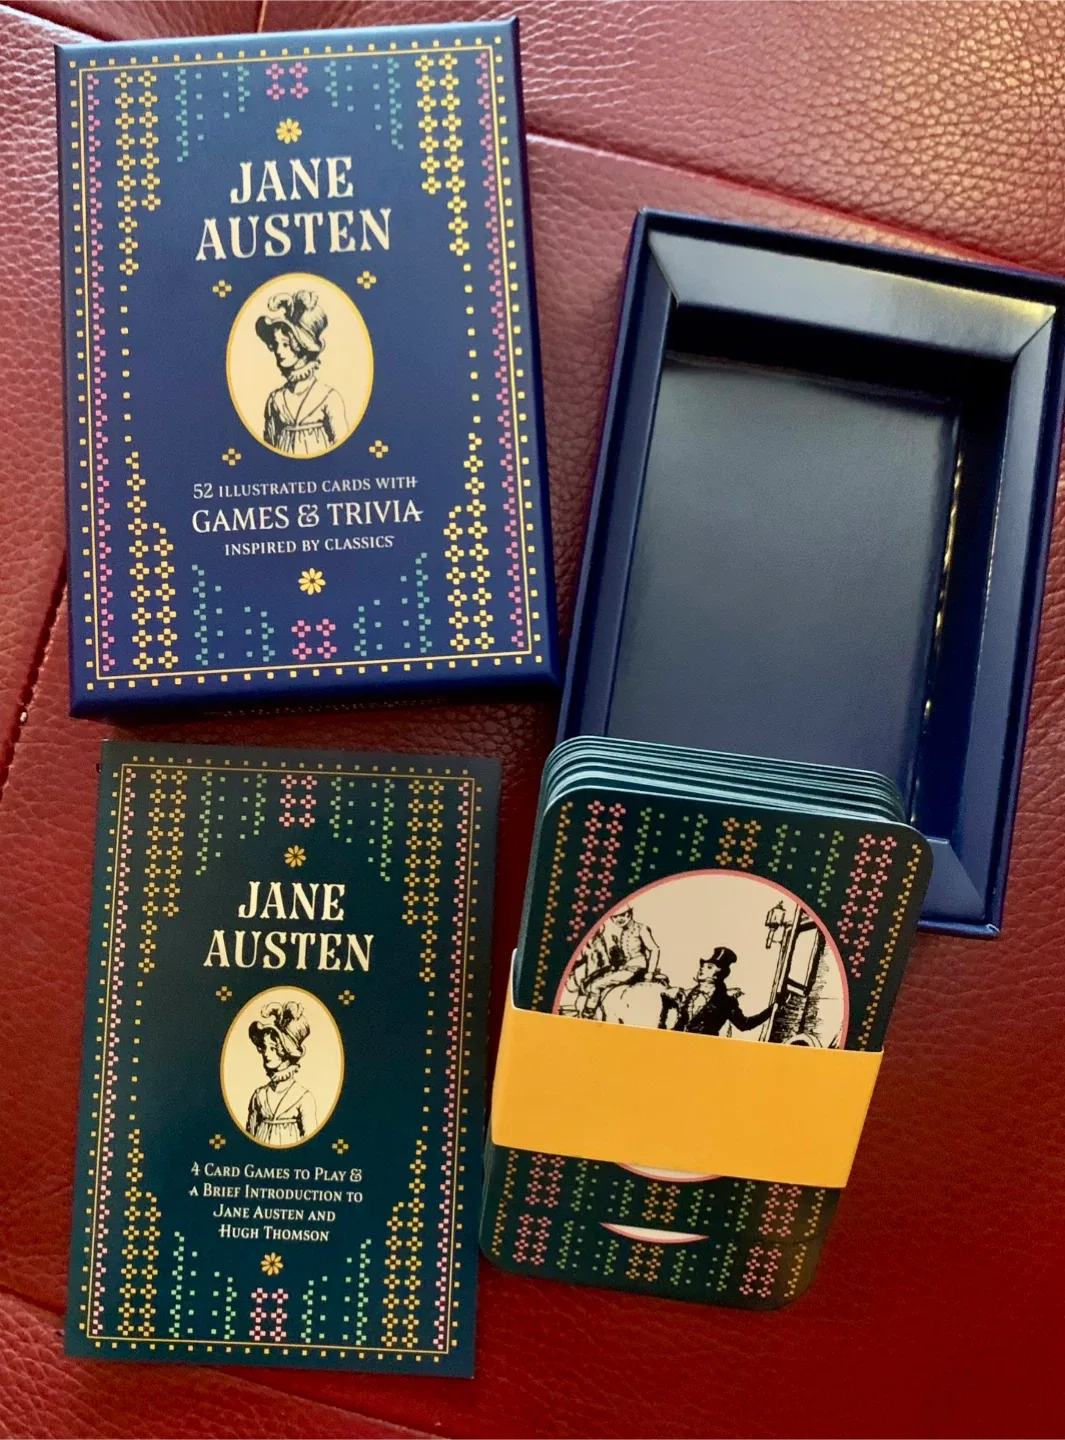 JANE
AUSTEN
52 ILLUSTRATED CARDS WITH
GAMES & TRIVIA
INSPIRED BY CLASSICS
JANE
AUSTEN
4 CARD GAMES TO PLAY &
A BRIEF INTRODUCTION TO
JANE AUSTEN AND
HUGH THOMSON